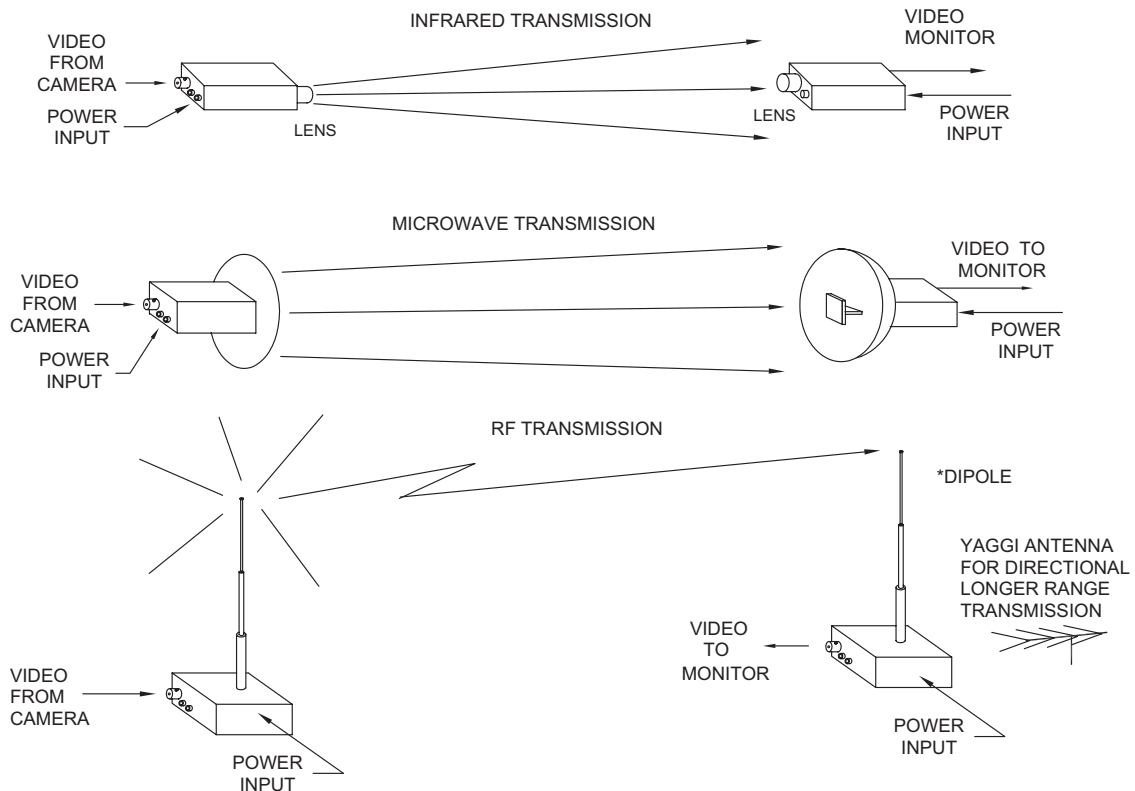 INFRARED TRANSMISSION
VIDEO
FROM
CAMERA
POWER
INPUT
LENS
VIDEO
MONITOR
LENS
POWER
INPUT
MICROWAVE TRANSMISSION
VIDEO
FROM
CAMERA
POWER
INPUT
VIDEO TO
MONITOR
POWER
INPUT
RF TRANSMISSION
VIDEO
FROM
CAMERA
POWER
INPUT
*DIPOLE
YAGGI ANTENNA
FOR DIRECTIONAL
LONGER RANGE
TRANSMISSION
VIDEO
TO
MONITOR
POWER
INPUT